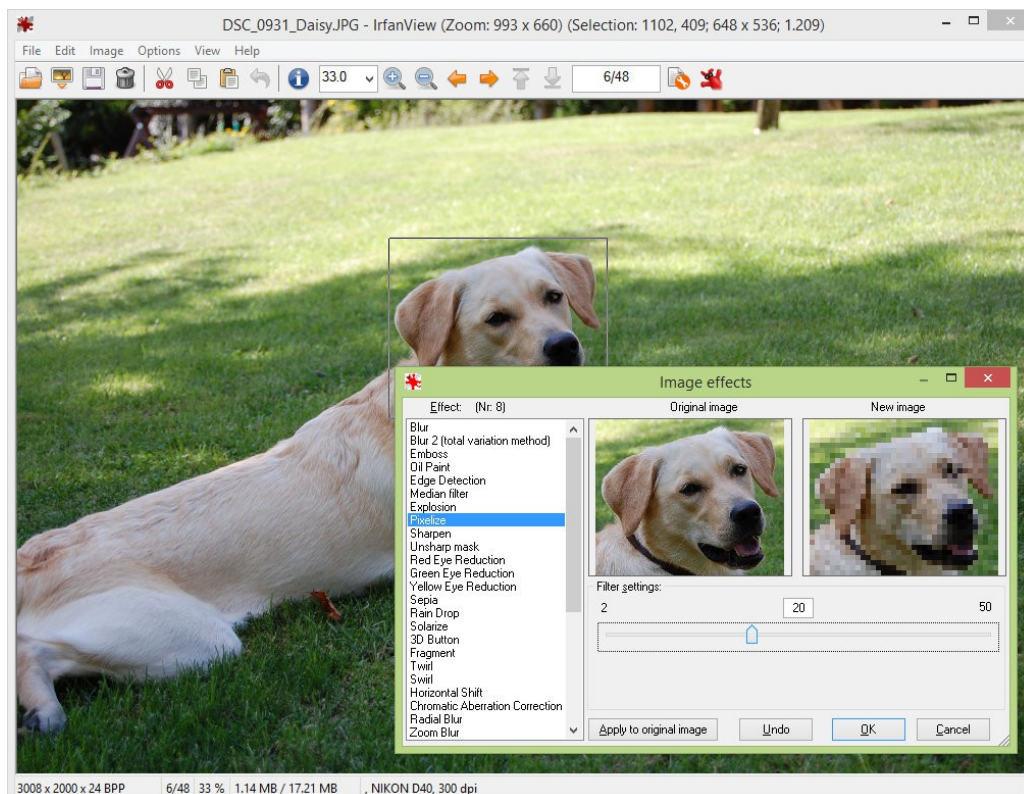 DSC_0931_Daisy.JPG - IrfanView (Zoom: 993 x 660) (Selection: 1102, 409; 648 x 536; 1.209)
File Edit Image Options View Help
33.0
6/48
Image effects
Effect: (Nr: 8)
Original image
New image
Blur
Blur 2 (total variation method)
Emboss
Oil Paint
Edge Detection
Median filter
Explosion
Pixelize
Sharpen
Unsharp mask
Red Eye Reduction
Green Eye Reduction
Yellow Eye Reduction
Sepia
Rain Drop
Solarize
3D Button
Fragment
Twirl
Swirl
Horizontal Shift
Chromatic Aberration Correction
Radial Blur
Zoom Blur
Filter settings:
2 20 50
Apply to original image Undo OK Cancel
3008 x 2000 x 24 BPP 6/48 33 % 1.14 MB / 17.21 MB , NIKON D40, 300 dpi